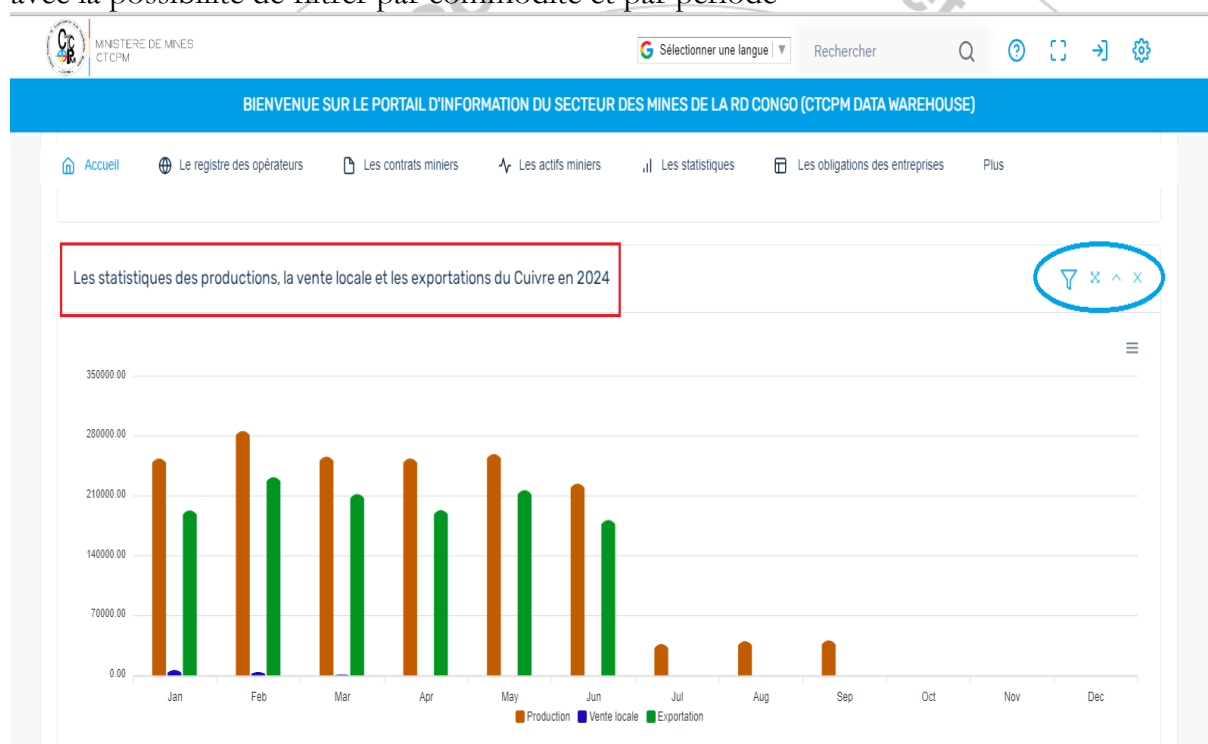 avec la possibilité de filtrer par commodité et par période
MINISTERE DE MINES
CTCPM
Sélectionner une langue
Rechercher
BIENVENUE SUR LE PORTAIL D'INFORMATION DU SECTEUR DES MINES DE LA RD CONGO (CTCPM DATA WAREHOUSE)
Accueil Le registre des opérateurs Les contrats miniers Les actifs miniers Les statistiques Les obligations des entreprises Plus
Les statistiques des productions, la vente locale et les exportations du Cuivre en 2024
350000.00
280000.00
210000.00
140000.00
70000.00
0.00
Jan Feb Mar Apr May Jun Jul Aug Sep Oct Nov Dec
Production Vente locale Exportation